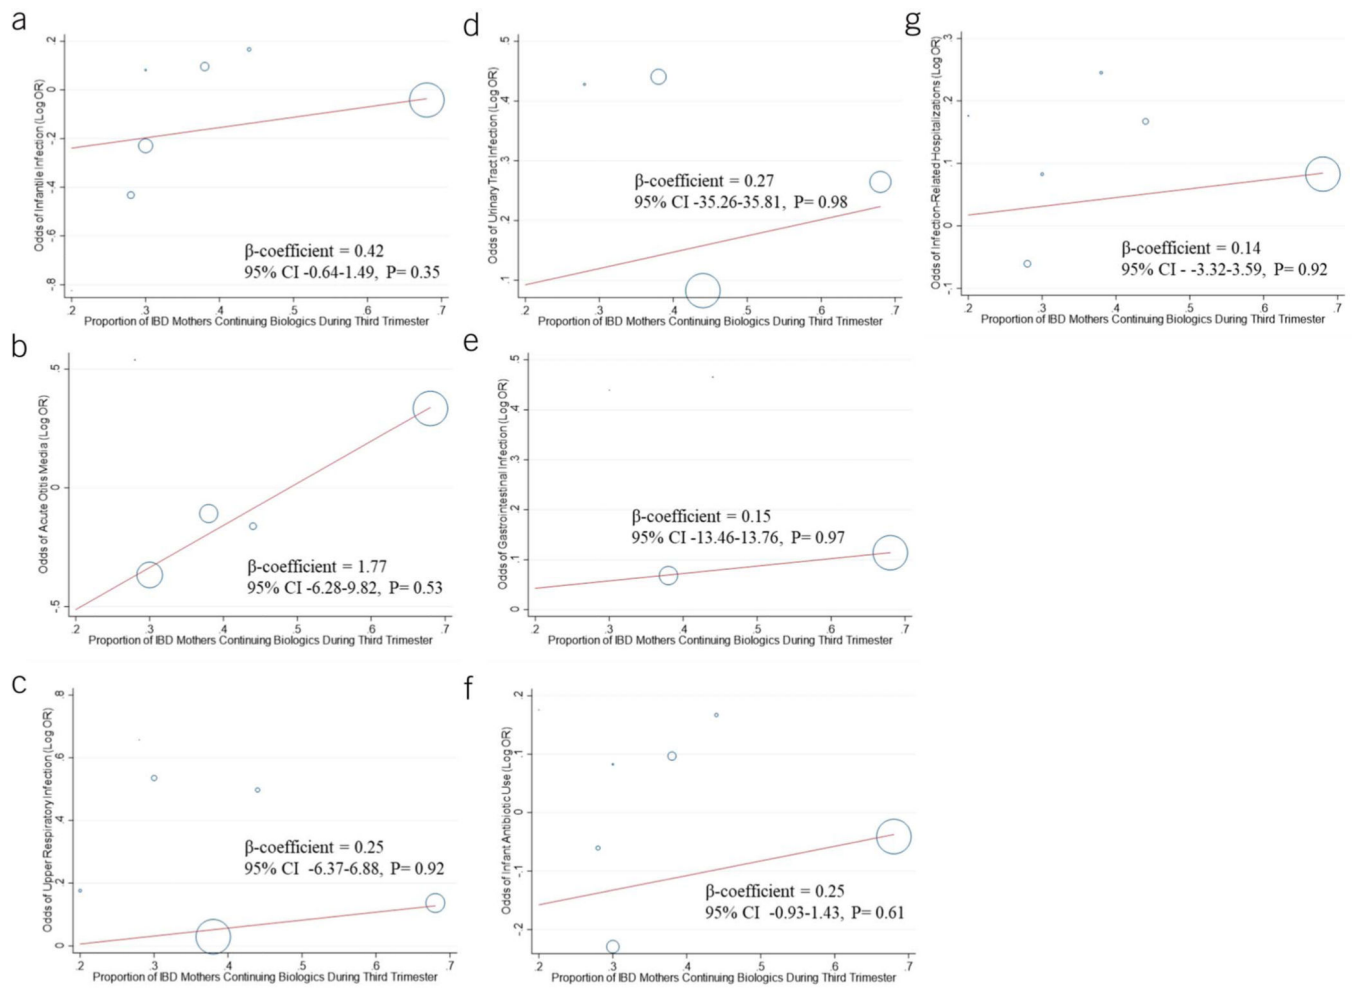 a
.2
0
-.2
-.4
-.6
-.8
Odds of Infantile Infection (Log OR)
β-coefficient = 0.42
95% CI -0.64-1.49, P= 0.35
.2 .3 .4 .5 .6 .7
Proportion of IBD Mothers Continuing Biologics During Third Trimester
b
.5
0
-.5
Odds of Acute Otitis Media (Log OR)
β-coefficient = 1.77
95% CI -6.28-9.82, P= 0.53
.2 .3 .4 .5 .6 .7
Proportion of IBD Mothers Continuing Biologics During Third Trimester
c
.8
.6
.4
.2
0
Odds of Upper Respiratory Infection (Log OR)
β-coefficient = 0.25
95% CI -6.37-6.88, P= 0.92
.2 .3 .4 .5 .6 .7
Proportion of IBD Mothers Continuing Biologics During Third Trimester
d
.5
.4
.3
.2
.1
Odds of Urinary Tract Infection (Log OR)
β-coefficient = 0.27
95% CI -35.26-35.81, P= 0.98
.2 .3 .4 .5 .6 .7
Proportion of IBD Mothers Continuing Biologics During Third Trimester
e
.5
.4
.3
.2
.1
0
Odds of Gastrointestinal Infection (Log OR)
β-coefficient = 0.15
95% CI -13.46-13.76, P= 0.97
.2 .3 .4 .5 .6 .7
Proportion of IBD Mothers Continuing Biologics During Third Trimester
f
.2
.1
0
-.1
-.2
Odds of Infant Antibiotic Use (Log OR)
β-coefficient = 0.25
95% CI -0.93-1.43, P= 0.61
.2 .3 .4 .5 .6 .7
Proportion of IBD Mothers Continuing Biologics During Third Trimester
g
.3
.2
.1
0
-.1
Odds of Infection-Related Hospitalizations (Log OR)
β-coefficient = 0.14
95% CI - -3.32-3.59, P= 0.92
.2 .3 .4 .5 .6 .7
Proportion of IBD Mothers Continuing Biologics During Third Trimester